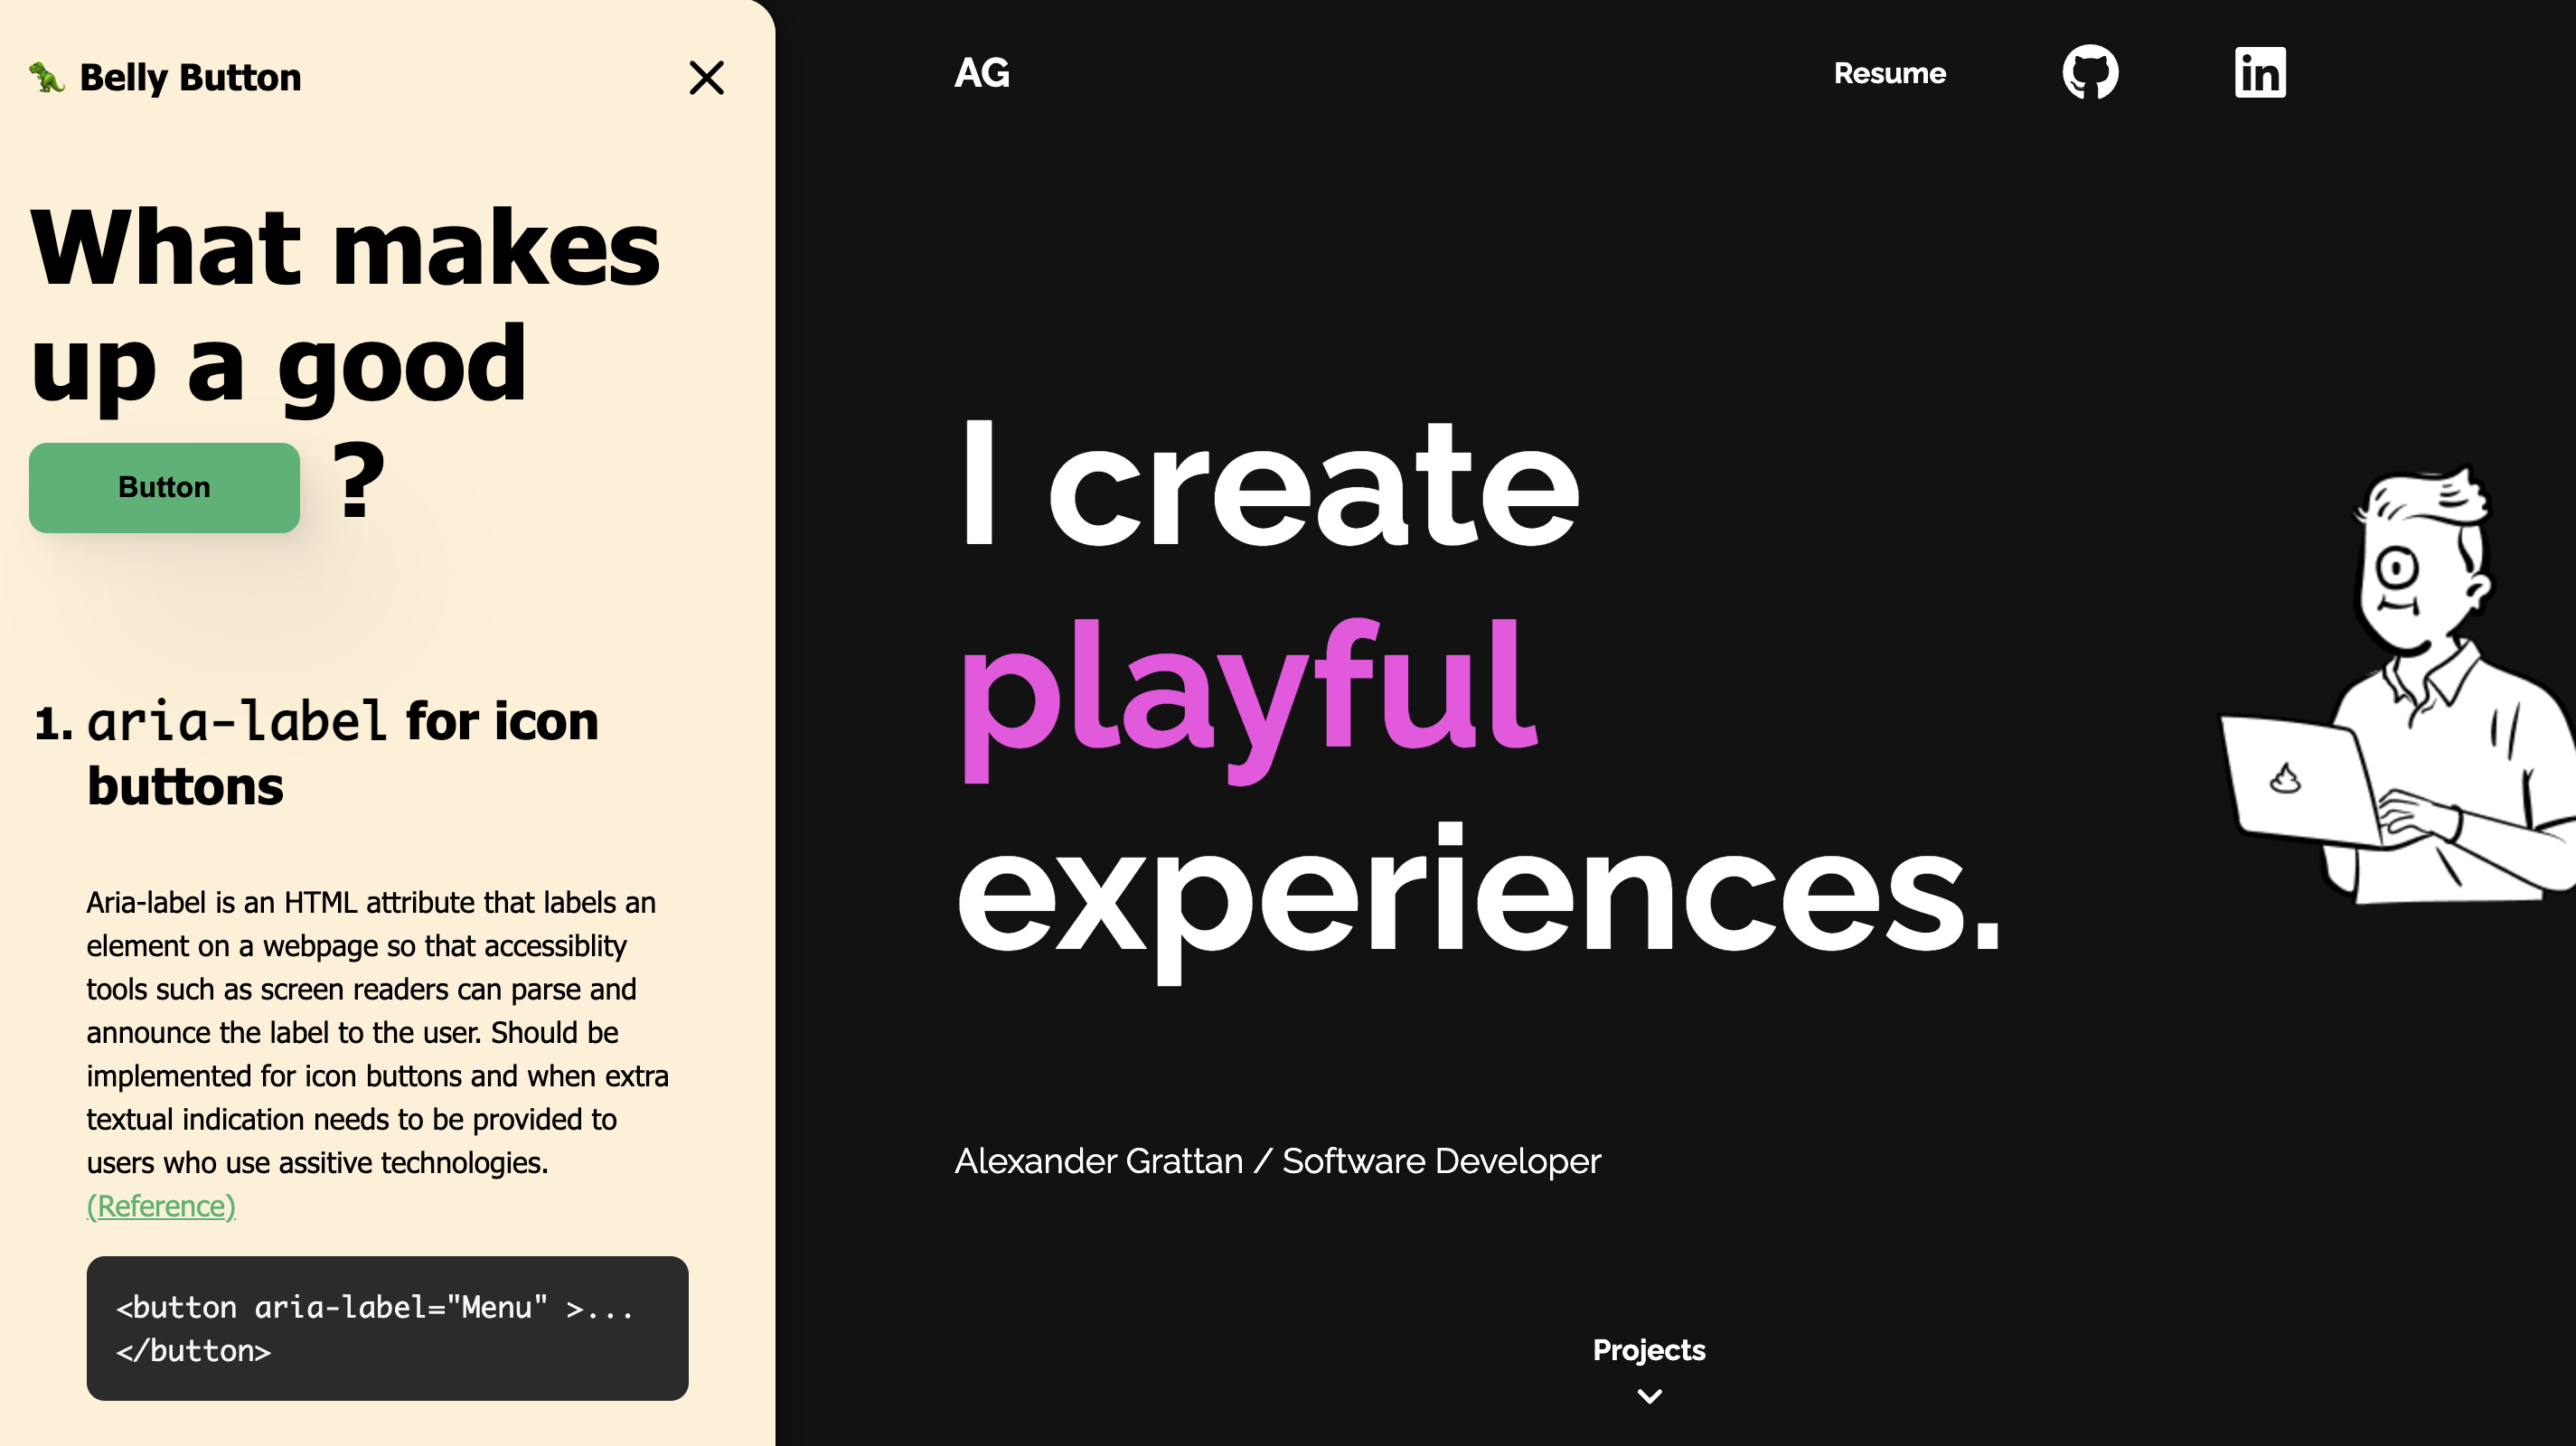 🦖 Belly Button
What makes
up a good
Button ?
1. aria-label for icon
buttons
Aria-label is an HTML attribute that labels an
element on a webpage so that accessiblity
tools such as screen readers can parse and
announce the label to the user. Should be
implemented for icon buttons and when extra
textual indication needs to be provided to
users who use assitive technologies.
(Reference)
<button aria-label="Menu" >...
</button>
AG
Resume
in
I create
playful
experiences.
Alexander Grattan / Software Developer
Projects